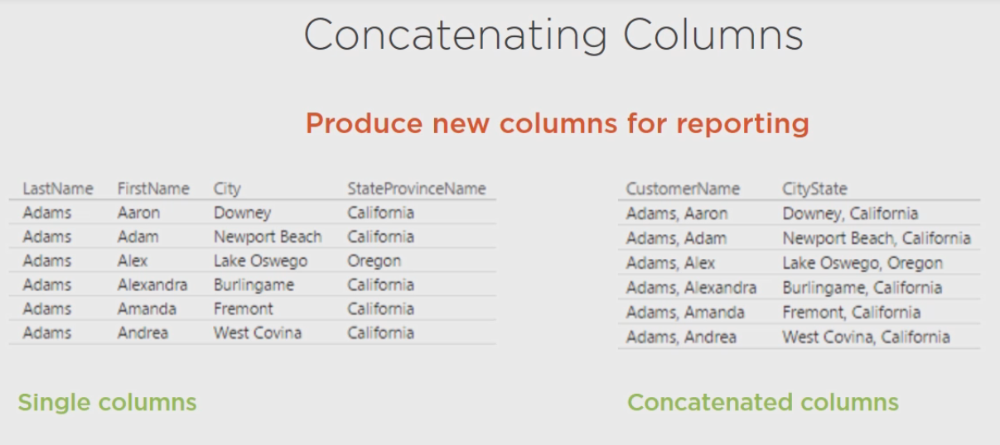 Concatenating Columns
Produce new columns for reporting
LastName FirstName City StateProvinceName
Adams Aaron Downey California
Adams Adam Newport Beach California
Adams Alex Lake Oswego Oregon
Adams Alexandra Burlingame California
Adams Amanda Fremont California
Adams Andrea West Covina California
Single columns
CustomerName CityState
Adams, Aaron Downey, California
Adams, Adam Newport Beach, California
Adams, Alex Lake Oswego, Oregon
Adams, Alexandra Burlingame, California
Adams, Amanda Fremont, California
Adams, Andrea West Covina, California
Concatenated columns